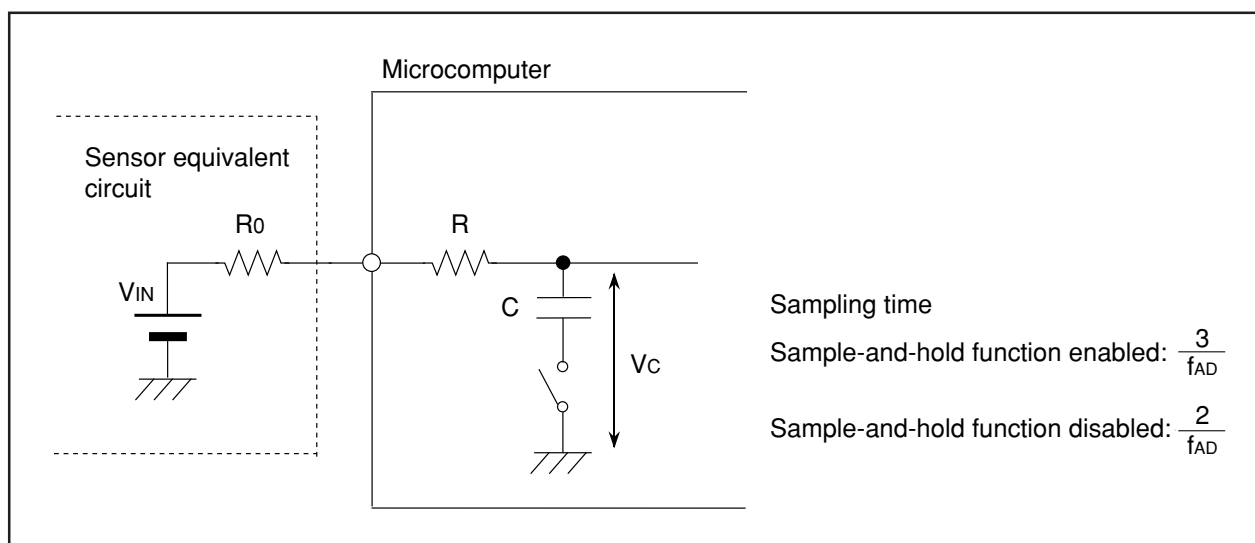 Microcomputer
Sensor equivalent
circuit
R0
R
VIN
C
VC
Sampling time
Sample-and-hold function enabled: 3/fAD
Sample-and-hold function disabled: 2/fAD